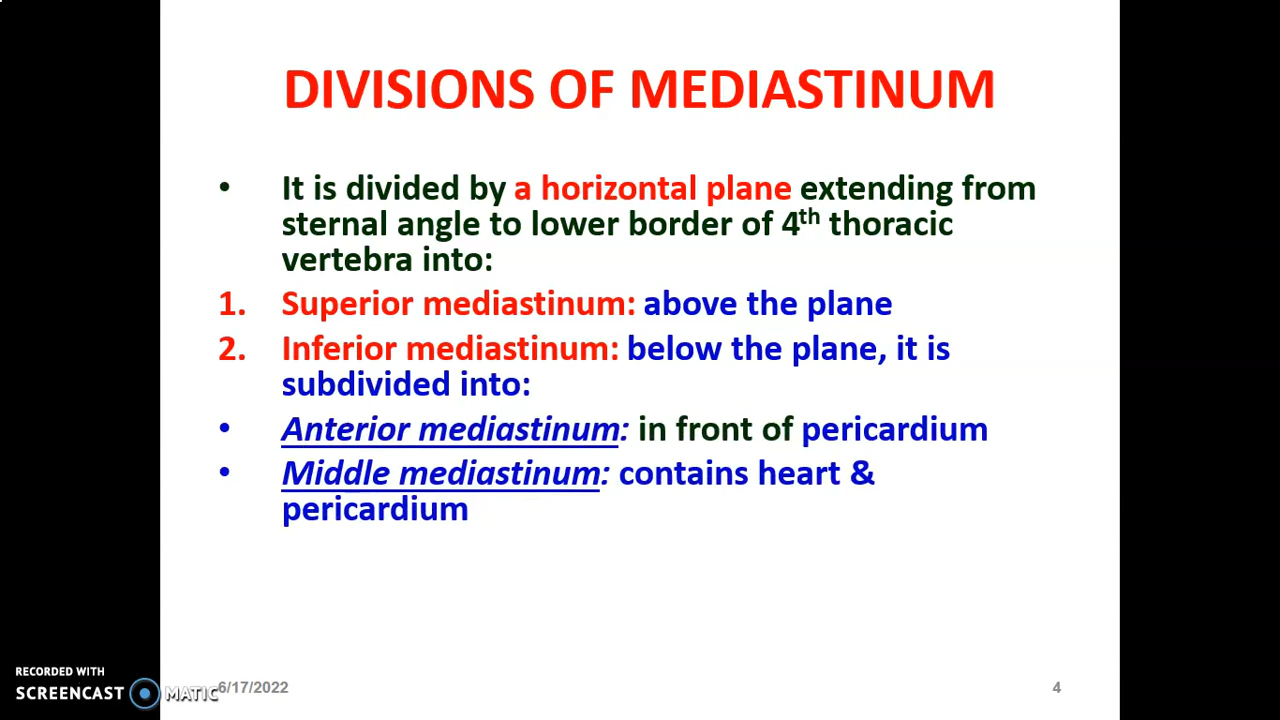 DIVISIONS OF MEDIASTINUM
• It is divided by a horizontal plane extending from
sternal angle to lower border of 4th thoracic
vertebra into:
1. Superior mediastinum: above the plane
2. Inferior mediastinum: below the plane, it is
subdivided into:
• Anterior mediastinum: in front of pericardium
• Middle mediastinum: contains heart &
pericardium
RECORDED WITH
SCREENCAST MATIC
6/17/2022
4